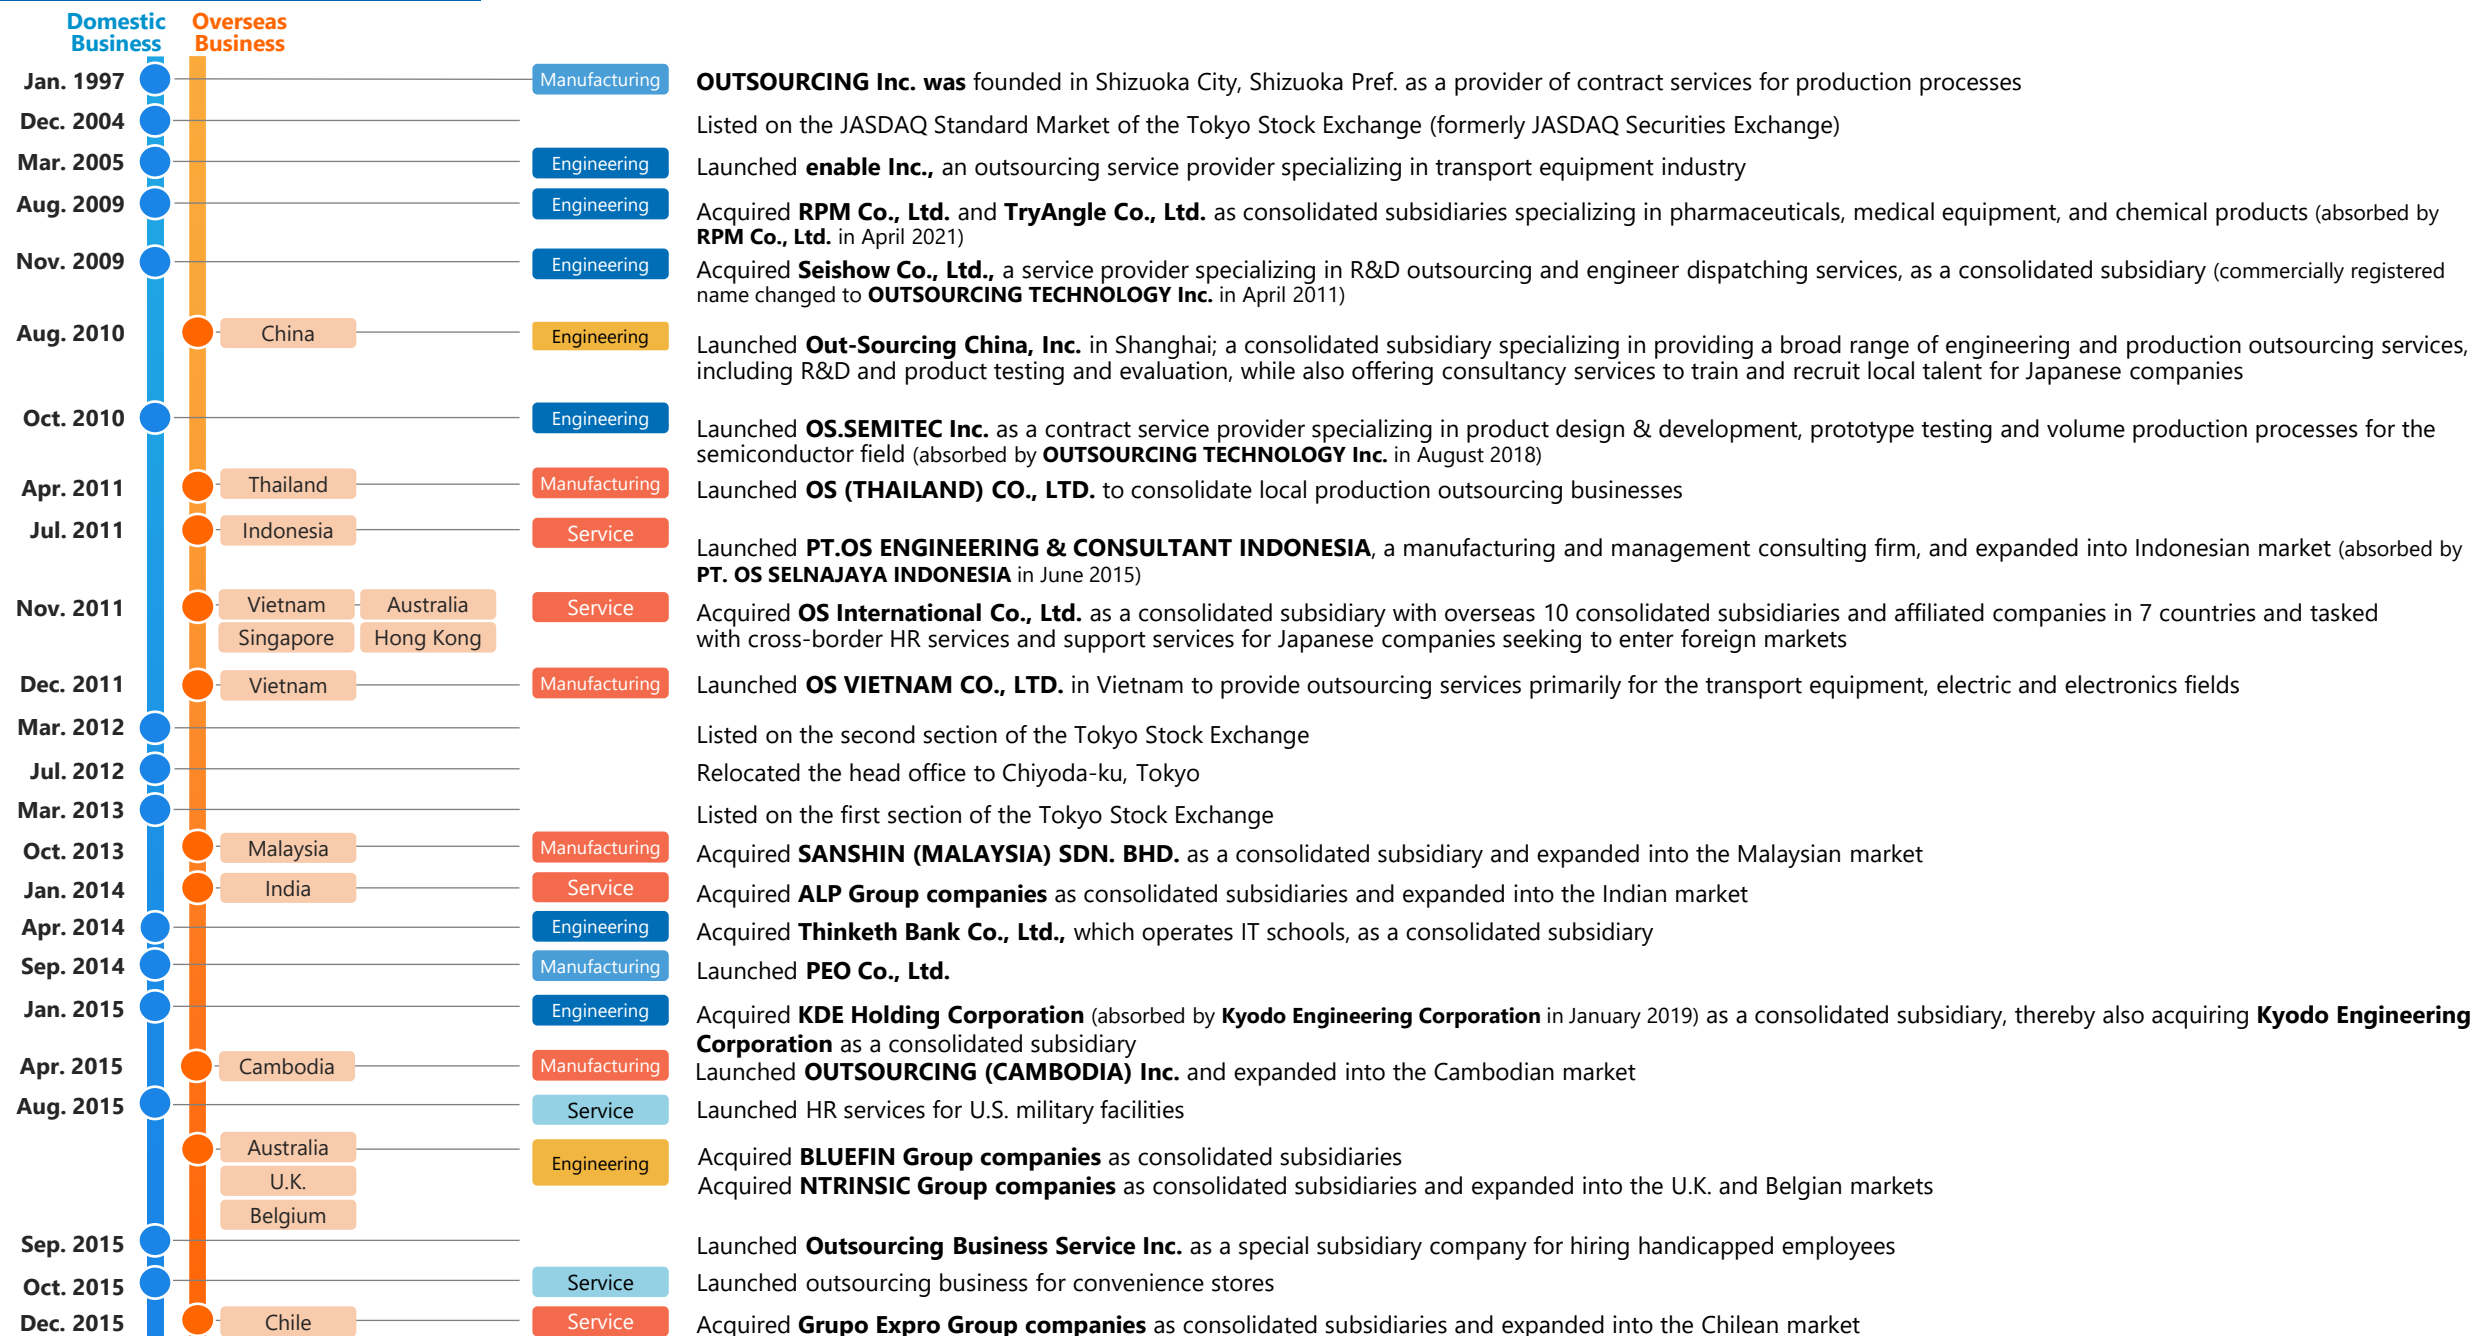 Domestic Business
Overseas Business
Jan. 1997 Manufacturing OUTSOURCING Inc. was founded in Shizuoka City, Shizuoka Pref. as a provider of contract services for production processes
Dec. 2004 Listed on the JASDAQ Standard Market of the Tokyo Stock Exchange (formerly JASDAQ Securities Exchange)
Mar. 2005 Engineering Launched enable Inc., an outsourcing service provider specializing in transport equipment industry
Aug. 2009 Engineering Acquired RPM Co., Ltd. and TryAngle Co., Ltd. as consolidated subsidiaries specializing in pharmaceuticals, medical equipment, and chemical products (absorbed by
RPM Co., Ltd. in April 2021)
Nov. 2009 Engineering Acquired Seishow Co., Ltd., a service provider specializing in R&D outsourcing and engineer dispatching services, as a consolidated subsidiary (commercially registered
name changed to OUTSOURCING TECHNOLOGY Inc. in April 2011)
Aug. 2010 China Engineering Launched Out-Sourcing China, Inc. in Shanghai; a consolidated subsidiary specializing in providing a broad range of engineering and production outsourcing services,
including R&D and product testing and evaluation, while also offering consultancy services to train and recruit local talent for Japanese companies
Oct. 2010 Engineering Launched OS.SEMITEC Inc. as a contract service provider specializing in product design & development, prototype testing and volume production processes for the
semiconductor field (absorbed by OUTSOURCING TECHNOLOGY Inc. in August 2018)
Apr. 2011 Thailand Manufacturing Launched OS (THAILAND) CO., LTD. to consolidate local production outsourcing businesses
Jul. 2011 Indonesia Service Launched PT.OS ENGINEERING & CONSULTANT INDONESIA, a manufacturing and management consulting firm, and expanded into Indonesian market (absorbed by
PT. OS SELNAJAYA INDONESIA in June 2015)
Nov. 2011 Vietnam Australia Service Acquired OS International Co., Ltd. as a consolidated subsidiary with overseas 10 consolidated subsidiaries and affiliated companies in 7 countries and tasked
Singapore Hong Kong with cross-border HR services and support services for Japanese companies seeking to enter foreign markets
Dec. 2011 Vietnam Manufacturing Launched OS VIETNAM CO., LTD. in Vietnam to provide outsourcing services primarily for the transport equipment, electric and electronics fields
Mar. 2012 Listed on the second section of the Tokyo Stock Exchange
Jul. 2012 Relocated the head office to Chiyoda-ku, Tokyo
Mar. 2013 Listed on the first section of the Tokyo Stock Exchange
Oct. 2013 Malaysia Manufacturing Acquired SANSHIN (MALAYSIA) SDN. BHD. as a consolidated subsidiary and expanded into the Malaysian market
Jan. 2014 India Service Acquired ALP Group companies as consolidated subsidiaries and expanded into the Indian market
Apr. 2014 Engineering Acquired Thinketh Bank Co., Ltd., which operates IT schools, as a consolidated subsidiary
Sep. 2014 Manufacturing Launched PEO Co., Ltd.
Jan. 2015 Engineering Acquired KDE Holding Corporation (absorbed by Kyodo Engineering Corporation in January 2019) as a consolidated subsidiary, thereby also acquiring Kyodo Engineering
Corporation as a consolidated subsidiary
Apr. 2015 Cambodia Manufacturing Launched OUTSOURCING (CAMBODIA) Inc. and expanded into the Cambodian market
Aug. 2015 Service Launched HR services for U.S. military facilities
Australia Engineering Acquired BLUEFIN Group companies as consolidated subsidiaries
U.K. Acquired NTRINSIC Group companies as consolidated subsidiaries and expanded into the U.K. and Belgian markets
Belgium
Sep. 2015 Launched Outsourcing Business Service Inc. as a special subsidiary company for hiring handicapped employees
Oct. 2015 Service Launched outsourcing business for convenience stores
Dec. 2015 Chile Service Acquired Grupo Expro Group companies as consolidated subsidiaries and expanded into the Chilean market